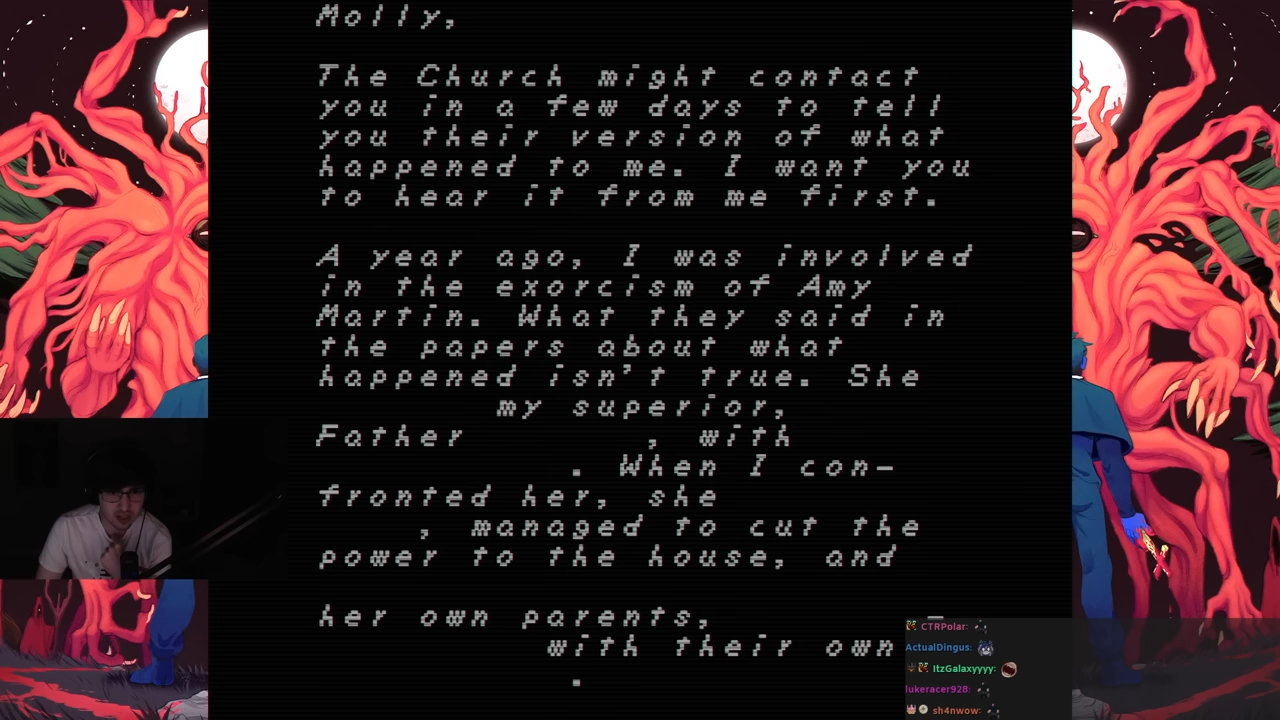 Molly,
The Church might contact
you in a few days to tell
you their version of what
happened to me. I want you
to hear it from me first.
A year ago, I was involved
in the exorcism of Amy
Martin. What they said in
the papers about what
happened isn't true. She
my superior,
Father , with
. When I con-
fronted her, she
, managed to cut the
power to the house, and
her own parents,
with their own
.
CTRPolar:
ActualDingus:
ItzGalaxyyyy:
lukeracer928:
sh4nwow: